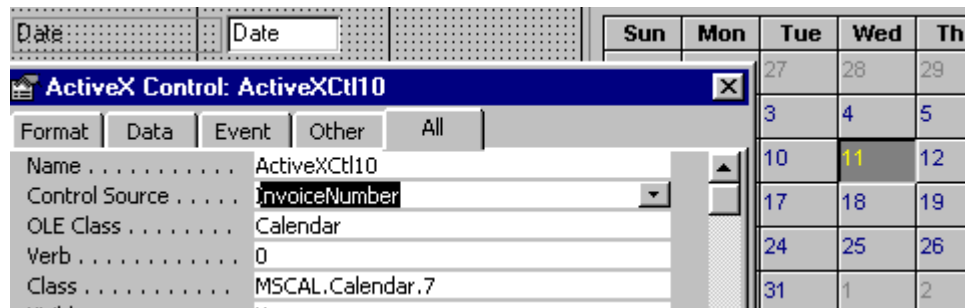 Date Date
Sun Mon Tue Wed Th
27 28 29
3 4 5
10 11 12
17 18 19
24 25 26
31 1 2
ActiveX Control: ActiveXCtl10
Format Data Event Other All
Name . . . . . . . . . . . ActiveXCtl10
Control Source . . . . . InvoiceNumber
OLE Class . . . . . . . . Calendar
Verb . . . . . . . . . . . . 0
Class . . . . . . . . . . . MSCAL.Calendar.7